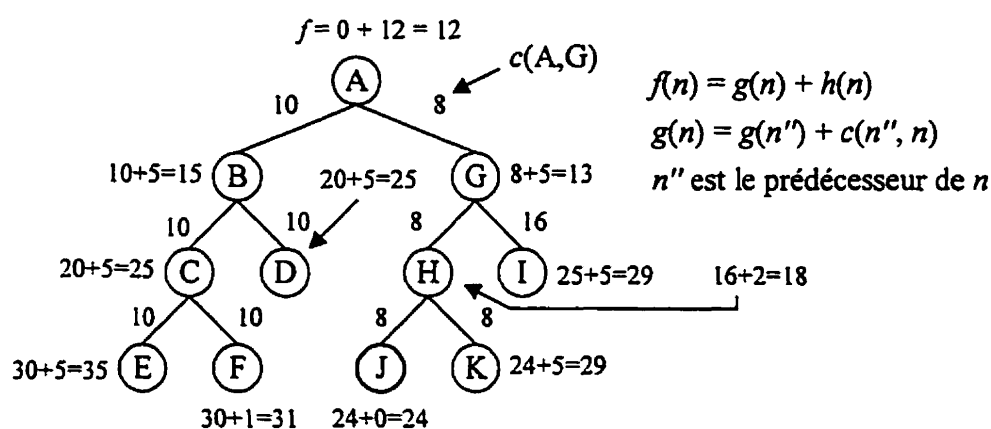 f= 0 + 12 = 12
c(A,G)
A
10
8
f(n) = g(n) + h(n)
g(n) = g(n'') + c(n'', n)
n'' est le prédécesseur de n
10+5=15
B
20+5=25
G
8+5=13
10
10
8
16
20+5=25
C
D
H
I
25+5=29
16+2=18
10
10
8
8
30+5=35
E
F
J
K
24+5=29
30+1=31
24+0=24